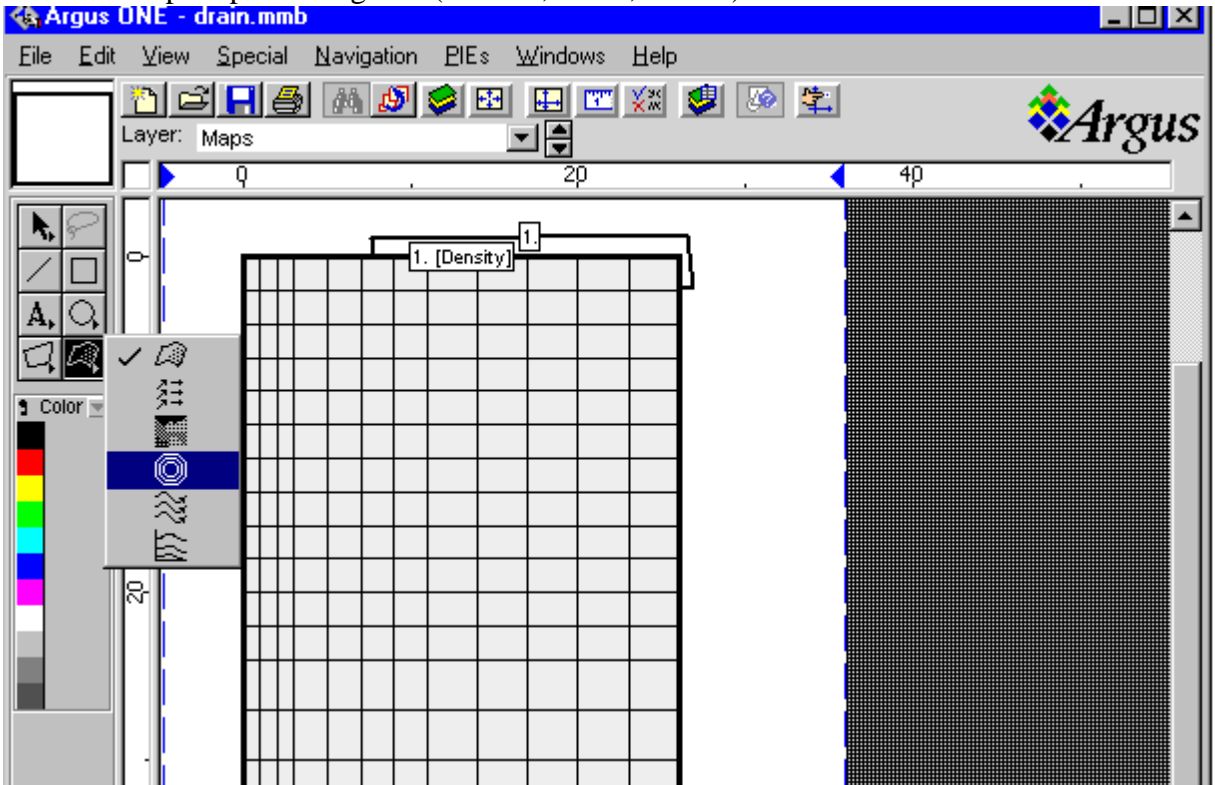 Argus ONE - drain.mmb
File Edit View Special Navigation PIEs Windows Help
Layer: Maps
Argus
0 20 40
1.
1. [Density]
0
A
Color
20